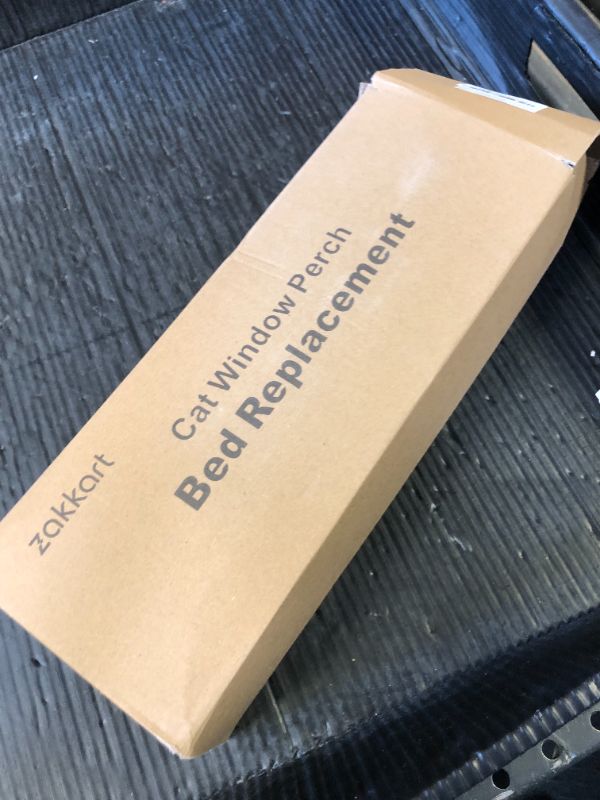 zakkart
Cat Window Perch
Bed Replacement